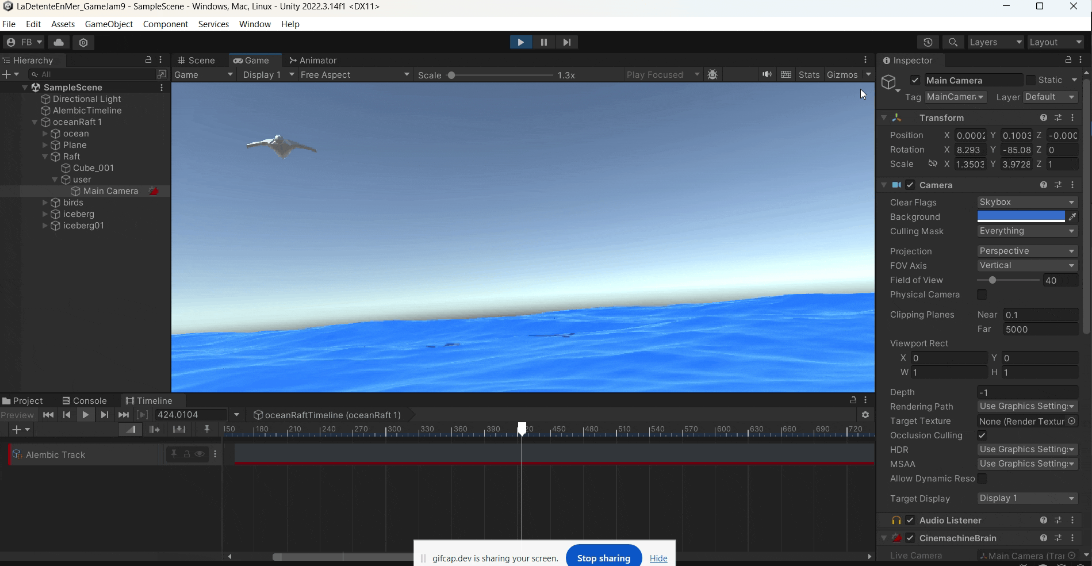 LaDetenteEnMer_GameJam9 - SampleScene - Windows, Mac, Linux - Unity 2022.3.14f1 <DX11>
File Edit Assets GameObject Component Services Window Help
FB Layers Layout
Hierarchy
All
SampleScene
Directional Light
AlembicTimeline
oceanRaft 1
ocean
Plane
Raft
Cube_001
user
Main Camera
birds
iceberg
iceberg01
Scene Game Animator
Game Display 1 Free Aspect Scale 1.3x Play Focused Stats Gizmos
Inspector
Main Camera Static
Tag MainCamer Layer Default
Transform
Position X 0.0002 Y 0.1003 Z -0.000
Rotation X 8.293 Y -85.08 Z 0
Scale X 1.3503 Y 3.9728 Z 1
Camera
Clear Flags Skybox
Background
Culling Mask Everything
Projection Perspective
FOV Axis Vertical
Field of View 40
Physical Camera
Clipping Planes Near 0.1
Far 5000
Viewport Rect
X 0 Y 0
W 1 H 1
Depth -1
Rendering Path Use Graphics Setting:
Target Texture None (Render Textur
Occlusion Culling
HDR Use Graphics Setting:
MSAA Use Graphics Setting:
Allow Dynamic Reso
Target Display Display 1
Audio Listener
CinemachineBrain
Live Camera Main Camera (Tra
Project Console Timeline
Preview 424.0104 oceanRaftTimeline (oceanRaft 1)
150 180 210 240 270 300 330 360 390 450 480 510 540 570 600 630 660 690 720
Alembic Track
gifcap.dev is sharing your screen. Stop sharing Hide